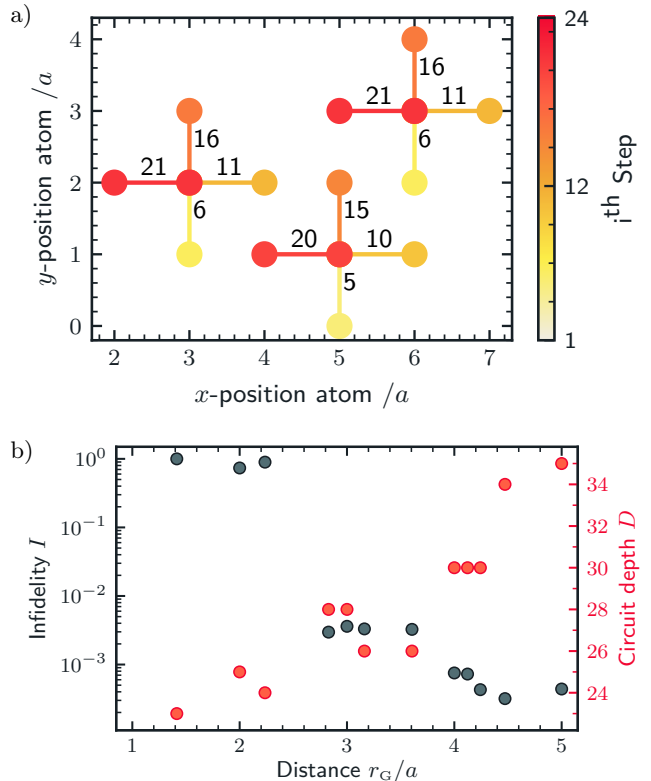 a)
4
3
2
1
0
y-position atom /a
2 3 4 5 6 7
x-position atom /a
16
21 11
6
16
21 11
6
15
20 10
5
24
12
1
i^th Step
b)
10^0
10^−1
10^−2
10^−3
Infidelity I
34
32
30
28
26
24
Circuit depth D
1 2 3 4 5
Distance r_G/a